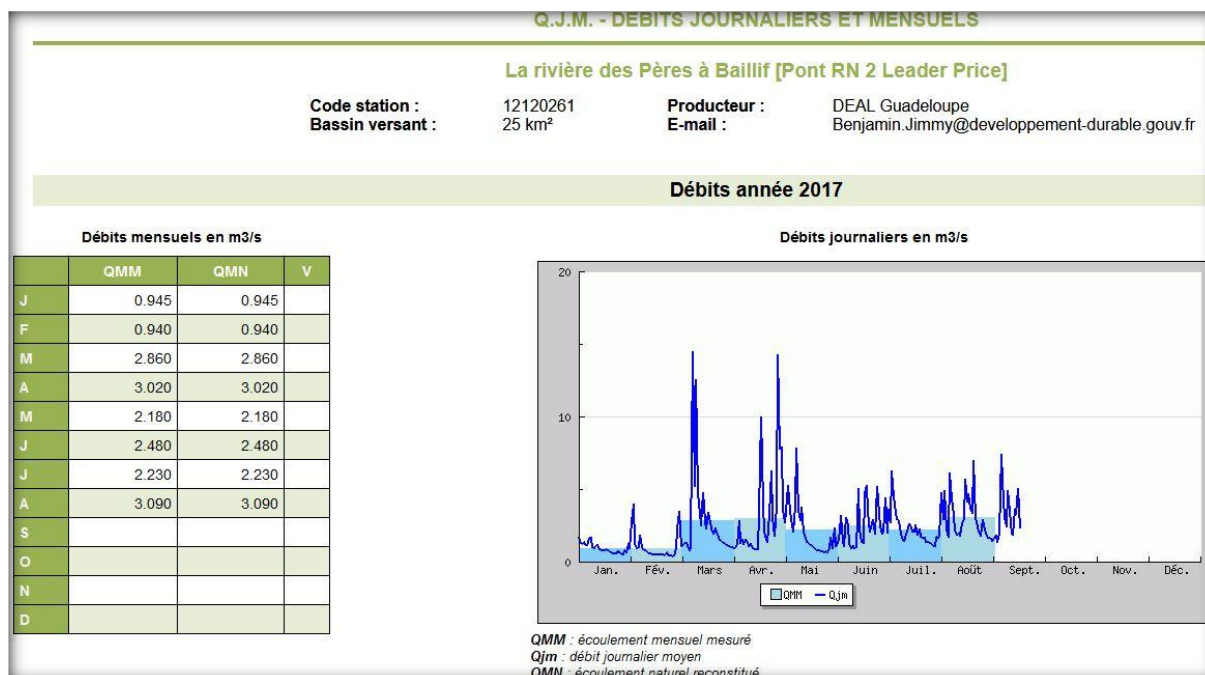 Q.J.M. - DEBITS JOURNALIERS ET MENSUELS
La rivière des Pères à Baillif [Pont RN 2 Leader Price]
Code station : 12120261 Producteur : DEAL Guadeloupe
Bassin versant : 25 km² E-mail : Benjamin.Jimmy@developpement-durable.gouv.fr
Débits année 2017
Débits mensuels en m3/s
QMM QMN V
J 0.945 0.945
F 0.940 0.940
M 2.860 2.860
A 3.020 3.020
M 2.180 2.180
J 2.480 2.480
J 2.230 2.230
A 3.090 3.090
S
O
N
D
Débits journaliers en m3/s
20
10
0
Jan. Fév. Mars Avr. Mai Juin Juil. Août Sept. Oct. Nov. Déc.
QMM Qjm
QMM : écoulement mensuel mesuré
Qjm : débit journalier moyen
QMN : écoulement naturel reconstitué